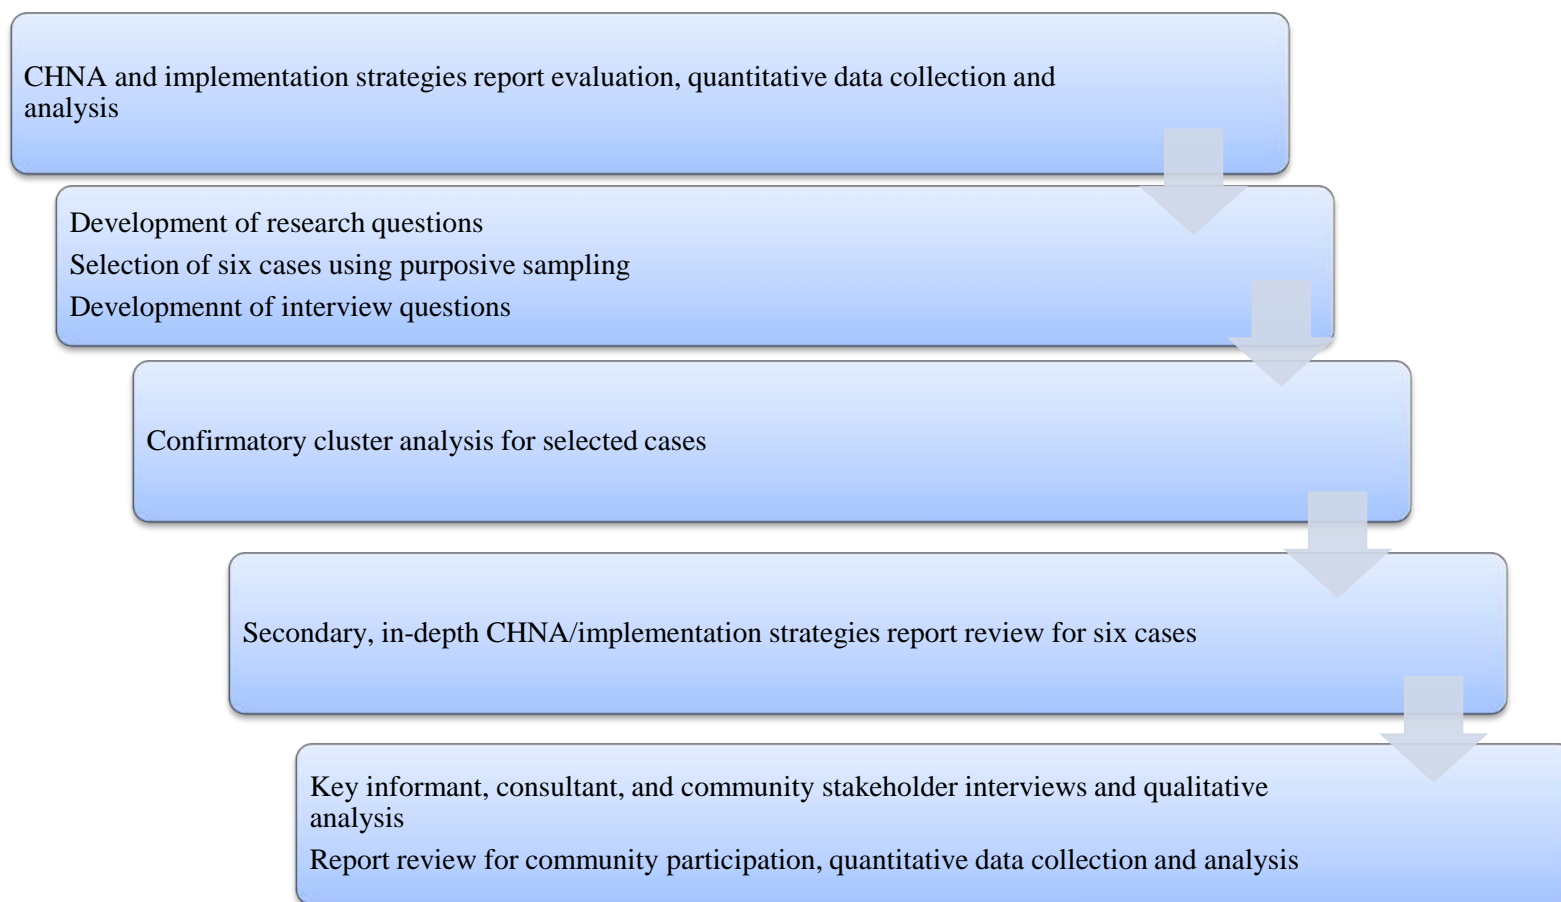 CHNA and implementation strategies report evaluation, quantitative data collection and
analysis
Development of research questions
Selection of six cases using purposive sampling
Developmennt of interview questions
Confirmatory cluster analysis for selected cases
Secondary, in-depth CHNA/implementation strategies report review for six cases
Key informant, consultant, and community stakeholder interviews and qualitative
analysis
Report review for community participation, quantitative data collection and analysis